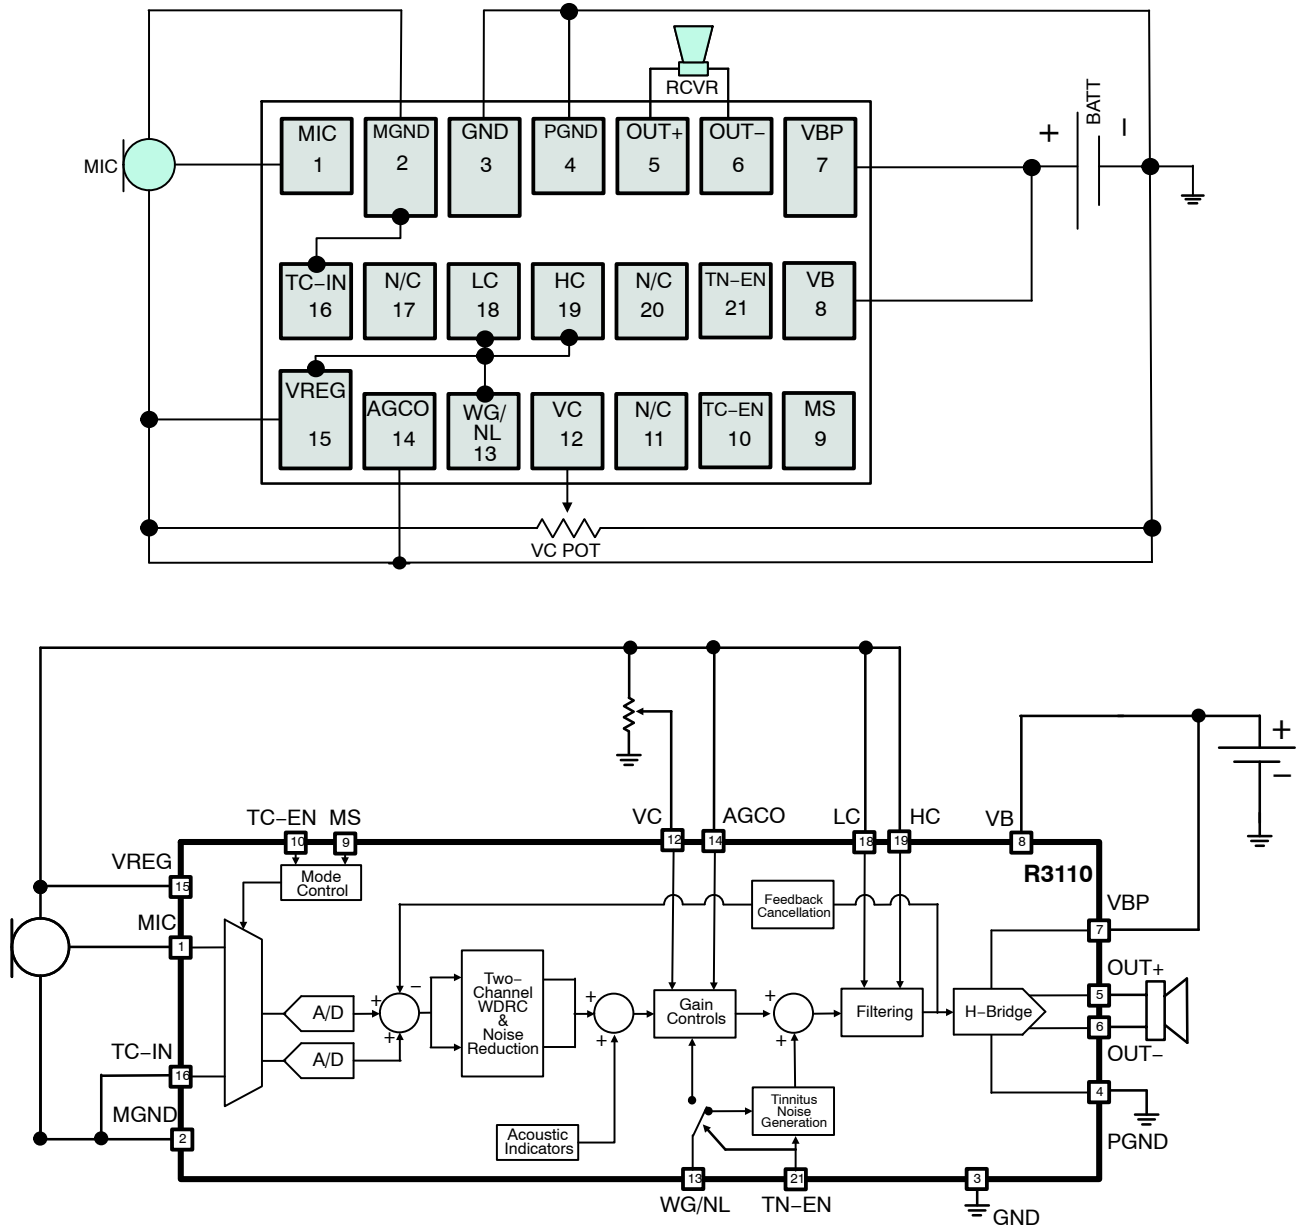 RCVR
BATT
+
−
MIC
MIC
1
MGND
2
GND
3
PGND
4
OUT+
5
OUT−
6
VBP
7
TC−IN
16
N/C
17
LC
18
HC
19
N/C
20
TN−EN
21
VB
8
VREG
15
AGCO
14
WG/
NL
13
VC
12
N/C
11
TC−EN
10
MS
9
VC POT
+
−
TC−EN
MS
VC
AGCO
LC
HC
VB
10
9
12
14
18
19
8
R3110
VREG
15
Mode
Control
MIC
1
Feedback
Cancellation
VBP
7
A/D
A/D
+
−
+
Two−
Channel
WDRC
&
Noise
Reduction
+
+
Gain
Controls
+
+
Filtering
H−Bridge
OUT+
5
6
OUT−
TC−IN
16
MGND
2
4
PGND
Tinnitus
Noise
Generation
Acoustic
Indicators
13
21
3
WG/NL
TN−EN
GND